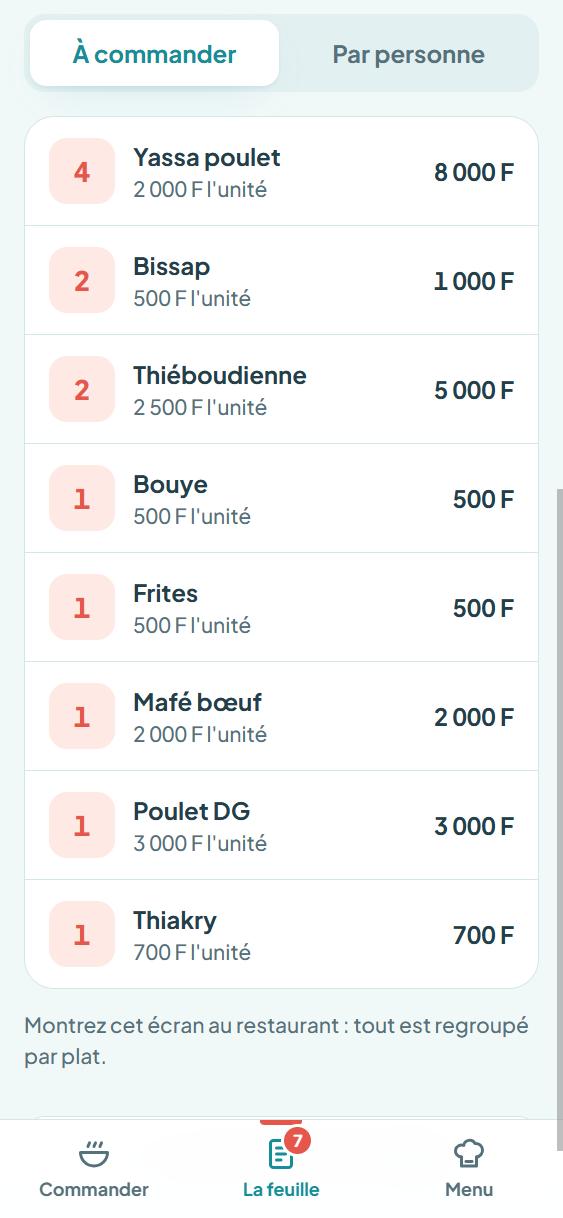 À commander
Par personne
4
Yassa poulet
2 000 F l'unité
8 000 F
2
Bissap
500 F l'unité
1 000 F
2
Thiéboudienne
2 500 F l'unité
5 000 F
1
Bouye
500 F l'unité
500 F
1
Frites
500 F l'unité
500 F
1
Mafé bœuf
2 000 F l'unité
2 000 F
1
Poulet DG
3 000 F l'unité
3 000 F
1
Thiakry
700 F l'unité
700 F
Montrez cet écran au restaurant : tout est regroupé
par plat.
7
Commander
La feuille
Menu